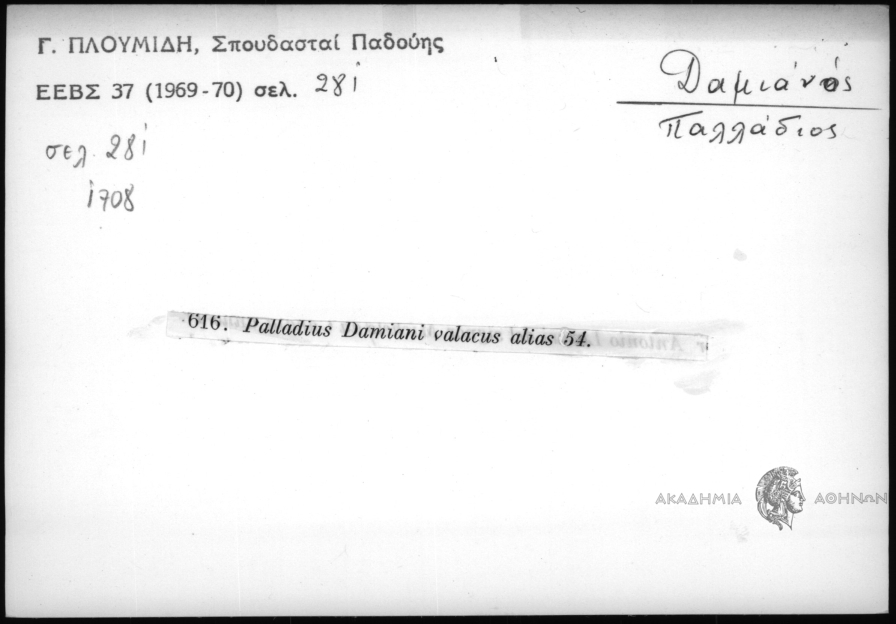 Γ. ΠΛΟΥΜΙΔΗ, Σπουδασταί Παδούης
ΕΕΒΣ 37 (1969-70) σελ. 281
Δαμιάνός
Παλλάδιος
σελ. 281
1708
616. Palladius Damiani valacus alias 54.
ΑΚΑΔΗΜΙΑ ΑΘΗΝΩΝ